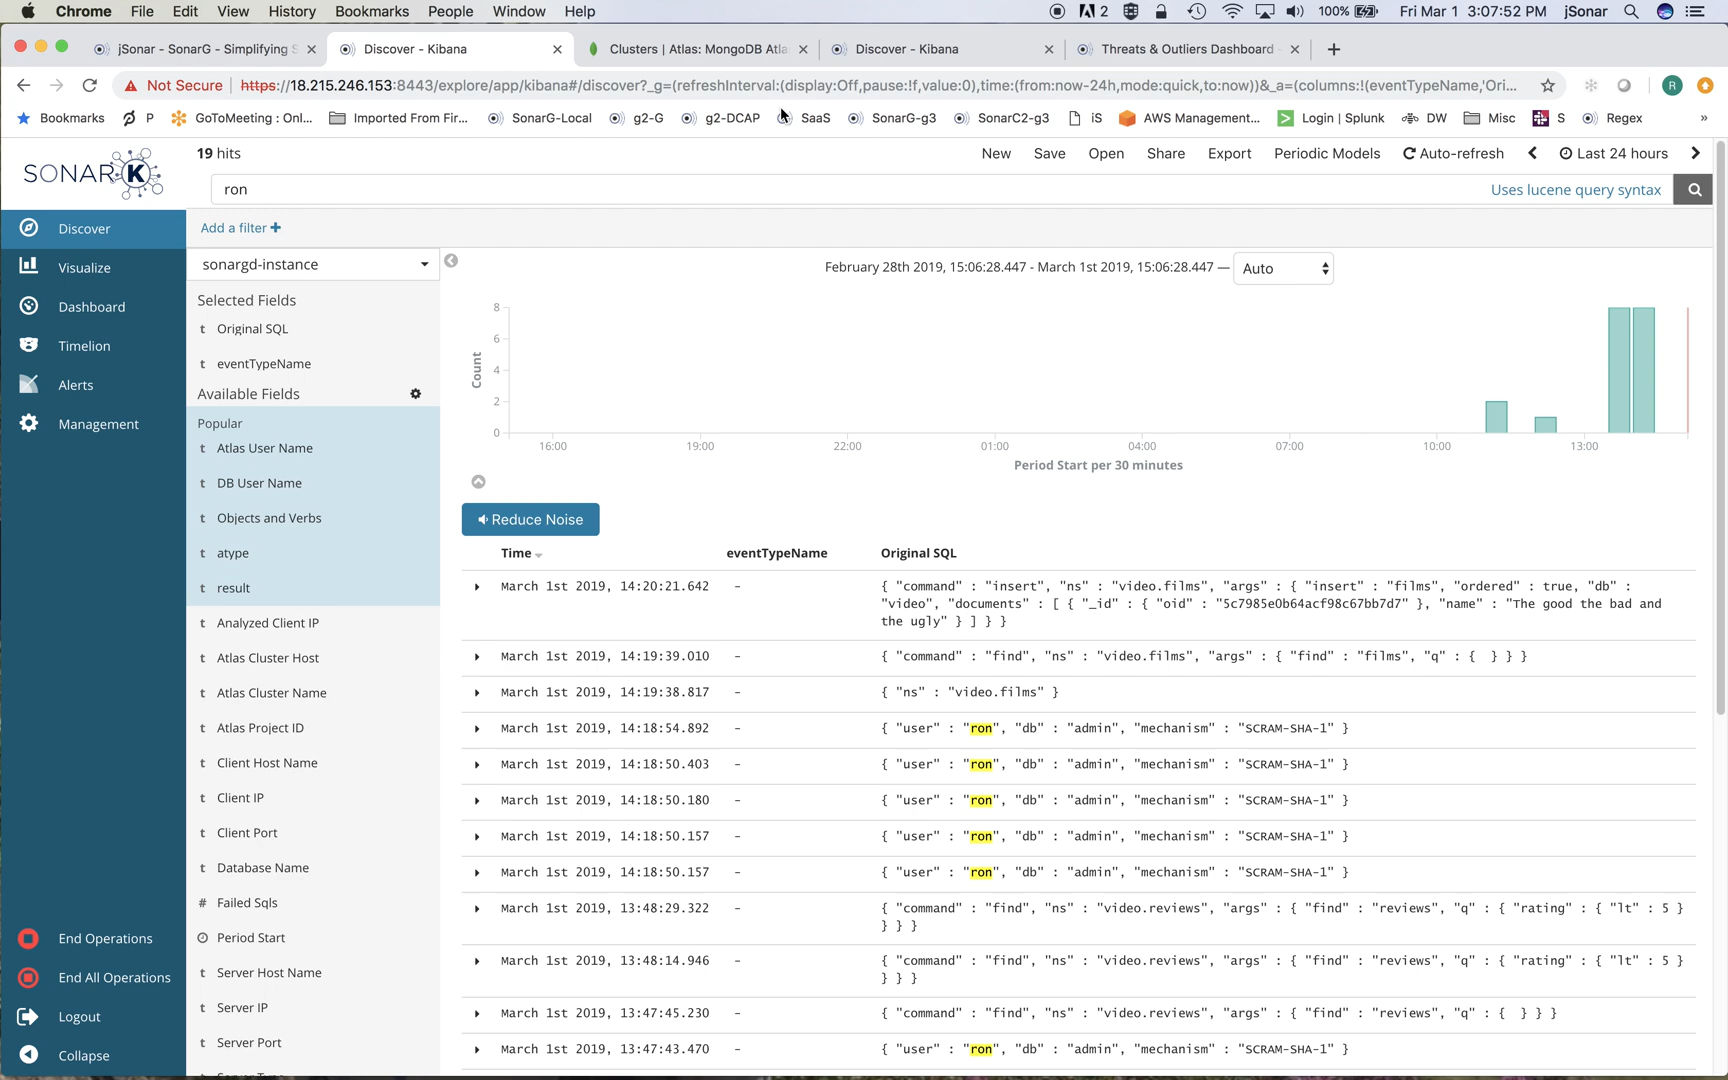 Chrome File Edit View History Bookmarks People Window Help 2 100% Fri Mar 1 3:07:52 PM jSonar
jSonar - SonarG - Simplifying S Discover - Kibana Clusters | Atlas: MongoDB Atla Discover - Kibana Threats & Outliers Dashboard
Not Secure https://18.215.246.153:8443/explore/app/kibana#/discover?_g=(refreshInterval:(display:Off,pause:!f,value:0),time:(from:now-24h,mode:quick,to:now))&_a=(columns:!(eventTypeName,'Ori... R
Bookmarks P GoToMeeting : Onl... Imported From Fir... SonarG-Local g2-G g2-DCAP SaaS SonarG-g3 SonarC2-g3 iS AWS Management... Login | Splunk DW Misc S Regex »
SONAR K
19 hits
New Save Open Share Export Periodic Models Auto-refresh Last 24 hours
ron
Uses lucene query syntax
Add a filter +
Discover
Visualize
Dashboard
Timelion
Alerts
Management
End Operations
End All Operations
Logout
Collapse
sonargd-instance
Selected Fields
t Original SQL
t eventTypeName
Available Fields
Popular
t Atlas User Name
t DB User Name
t Objects and Verbs
t atype
t result
t Analyzed Client IP
t Atlas Cluster Host
t Atlas Cluster Name
t Atlas Project ID
t Client Host Name
t Client IP
t Client Port
t Database Name
# Failed Sqls
Period Start
t Server Host Name
t Server IP
t Server Port
February 28th 2019, 15:06:28.447 - March 1st 2019, 15:06:28.447 — Auto
Count
8
6
4
2
0
16:00 19:00 22:00 01:00 04:00 07:00 10:00 13:00
Period Start per 30 minutes
Reduce Noise
Time eventTypeName Original SQL
March 1st 2019, 14:20:21.642 - { "command" : "insert", "ns" : "video.films", "args" : { "insert" : "films", "ordered" : true, "db" :
"video", "documents" : [ { "_id" : { "oid" : "5c7985e0b64acf98c67bb7d7" }, "name" : "The good the bad and
the ugly" } ] } }
March 1st 2019, 14:19:39.010 - { "command" : "find", "ns" : "video.films", "args" : { "find" : "films", "q" : { } } }
March 1st 2019, 14:19:38.817 - { "ns" : "video.films" }
March 1st 2019, 14:18:54.892 - { "user" : "ron", "db" : "admin", "mechanism" : "SCRAM-SHA-1" }
March 1st 2019, 14:18:50.403 - { "user" : "ron", "db" : "admin", "mechanism" : "SCRAM-SHA-1" }
March 1st 2019, 14:18:50.180 - { "user" : "ron", "db" : "admin", "mechanism" : "SCRAM-SHA-1" }
March 1st 2019, 14:18:50.157 - { "user" : "ron", "db" : "admin", "mechanism" : "SCRAM-SHA-1" }
March 1st 2019, 14:18:50.157 - { "user" : "ron", "db" : "admin", "mechanism" : "SCRAM-SHA-1" }
March 1st 2019, 13:48:29.322 - { "command" : "find", "ns" : "video.reviews", "args" : { "find" : "reviews", "q" : { "rating" : { "lt" : 5 }
} } }
March 1st 2019, 13:48:14.946 - { "command" : "find", "ns" : "video.reviews", "args" : { "find" : "reviews", "q" : { "rating" : { "lt" : 5 }
} } }
March 1st 2019, 13:47:45.230 - { "command" : "find", "ns" : "video.reviews", "args" : { "find" : "reviews", "q" : { } } }
March 1st 2019, 13:47:43.470 - { "user" : "ron", "db" : "admin", "mechanism" : "SCRAM-SHA-1" }